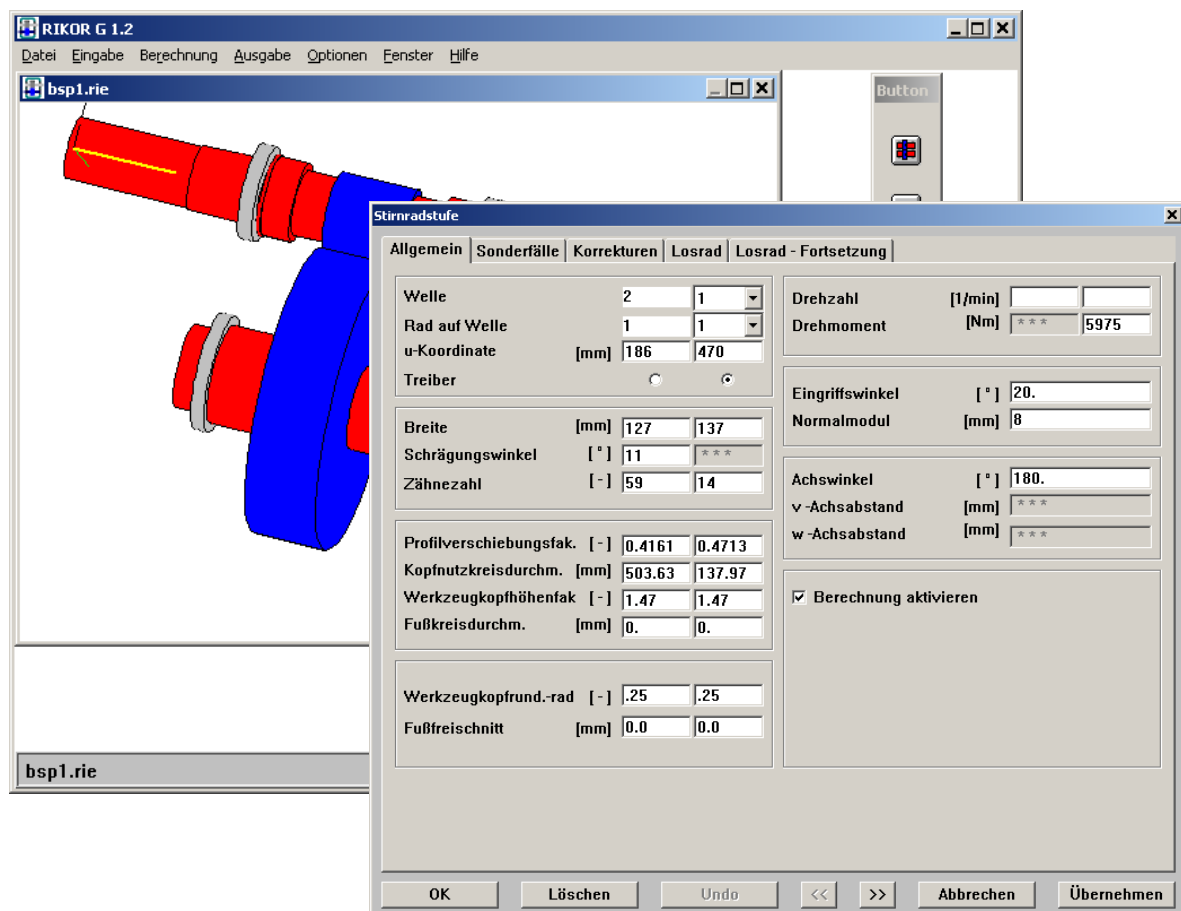 RIKOR G 1.2
Datei Eingabe Berechnung Ausgabe Optionen Fenster Hilfe
bsp1.rie
Button
Stirnradstufe
Allgemein Sonderfälle Korrekturen Losrad Losrad - Fortsetzung
Welle 2 1
Rad auf Welle 1 1
u-Koordinate [mm] 186 470
Treiber
Breite [mm] 127 137
Schrägungswinkel [°] 11 ***
Zähnezahl [-] 59 14
Profilverschiebungsfak. [-] 0.4161 0.4713
Kopfnutzkreisdurchm. [mm] 503.63 137.97
Werkzeugkopfhöhenfak [-] 1.47 1.47
Fußkreisdurchm. [mm] 0. 0.
Werkzeugkopfrund.-rad [-] .25 .25
Fußfreischnitt [mm] 0.0 0.0
Drehzahl [1/min]
Drehmoment [Nm] *** 5975
Eingriffswinkel [°] 20.
Normalmodul [mm] 8
Achswinkel [°] 180.
v -Achsabstand [mm] ***
w -Achsabstand [mm] ***
Berechnung aktivieren
bsp1.rie
OK Löschen Undo << >> Abbrechen Übernehmen